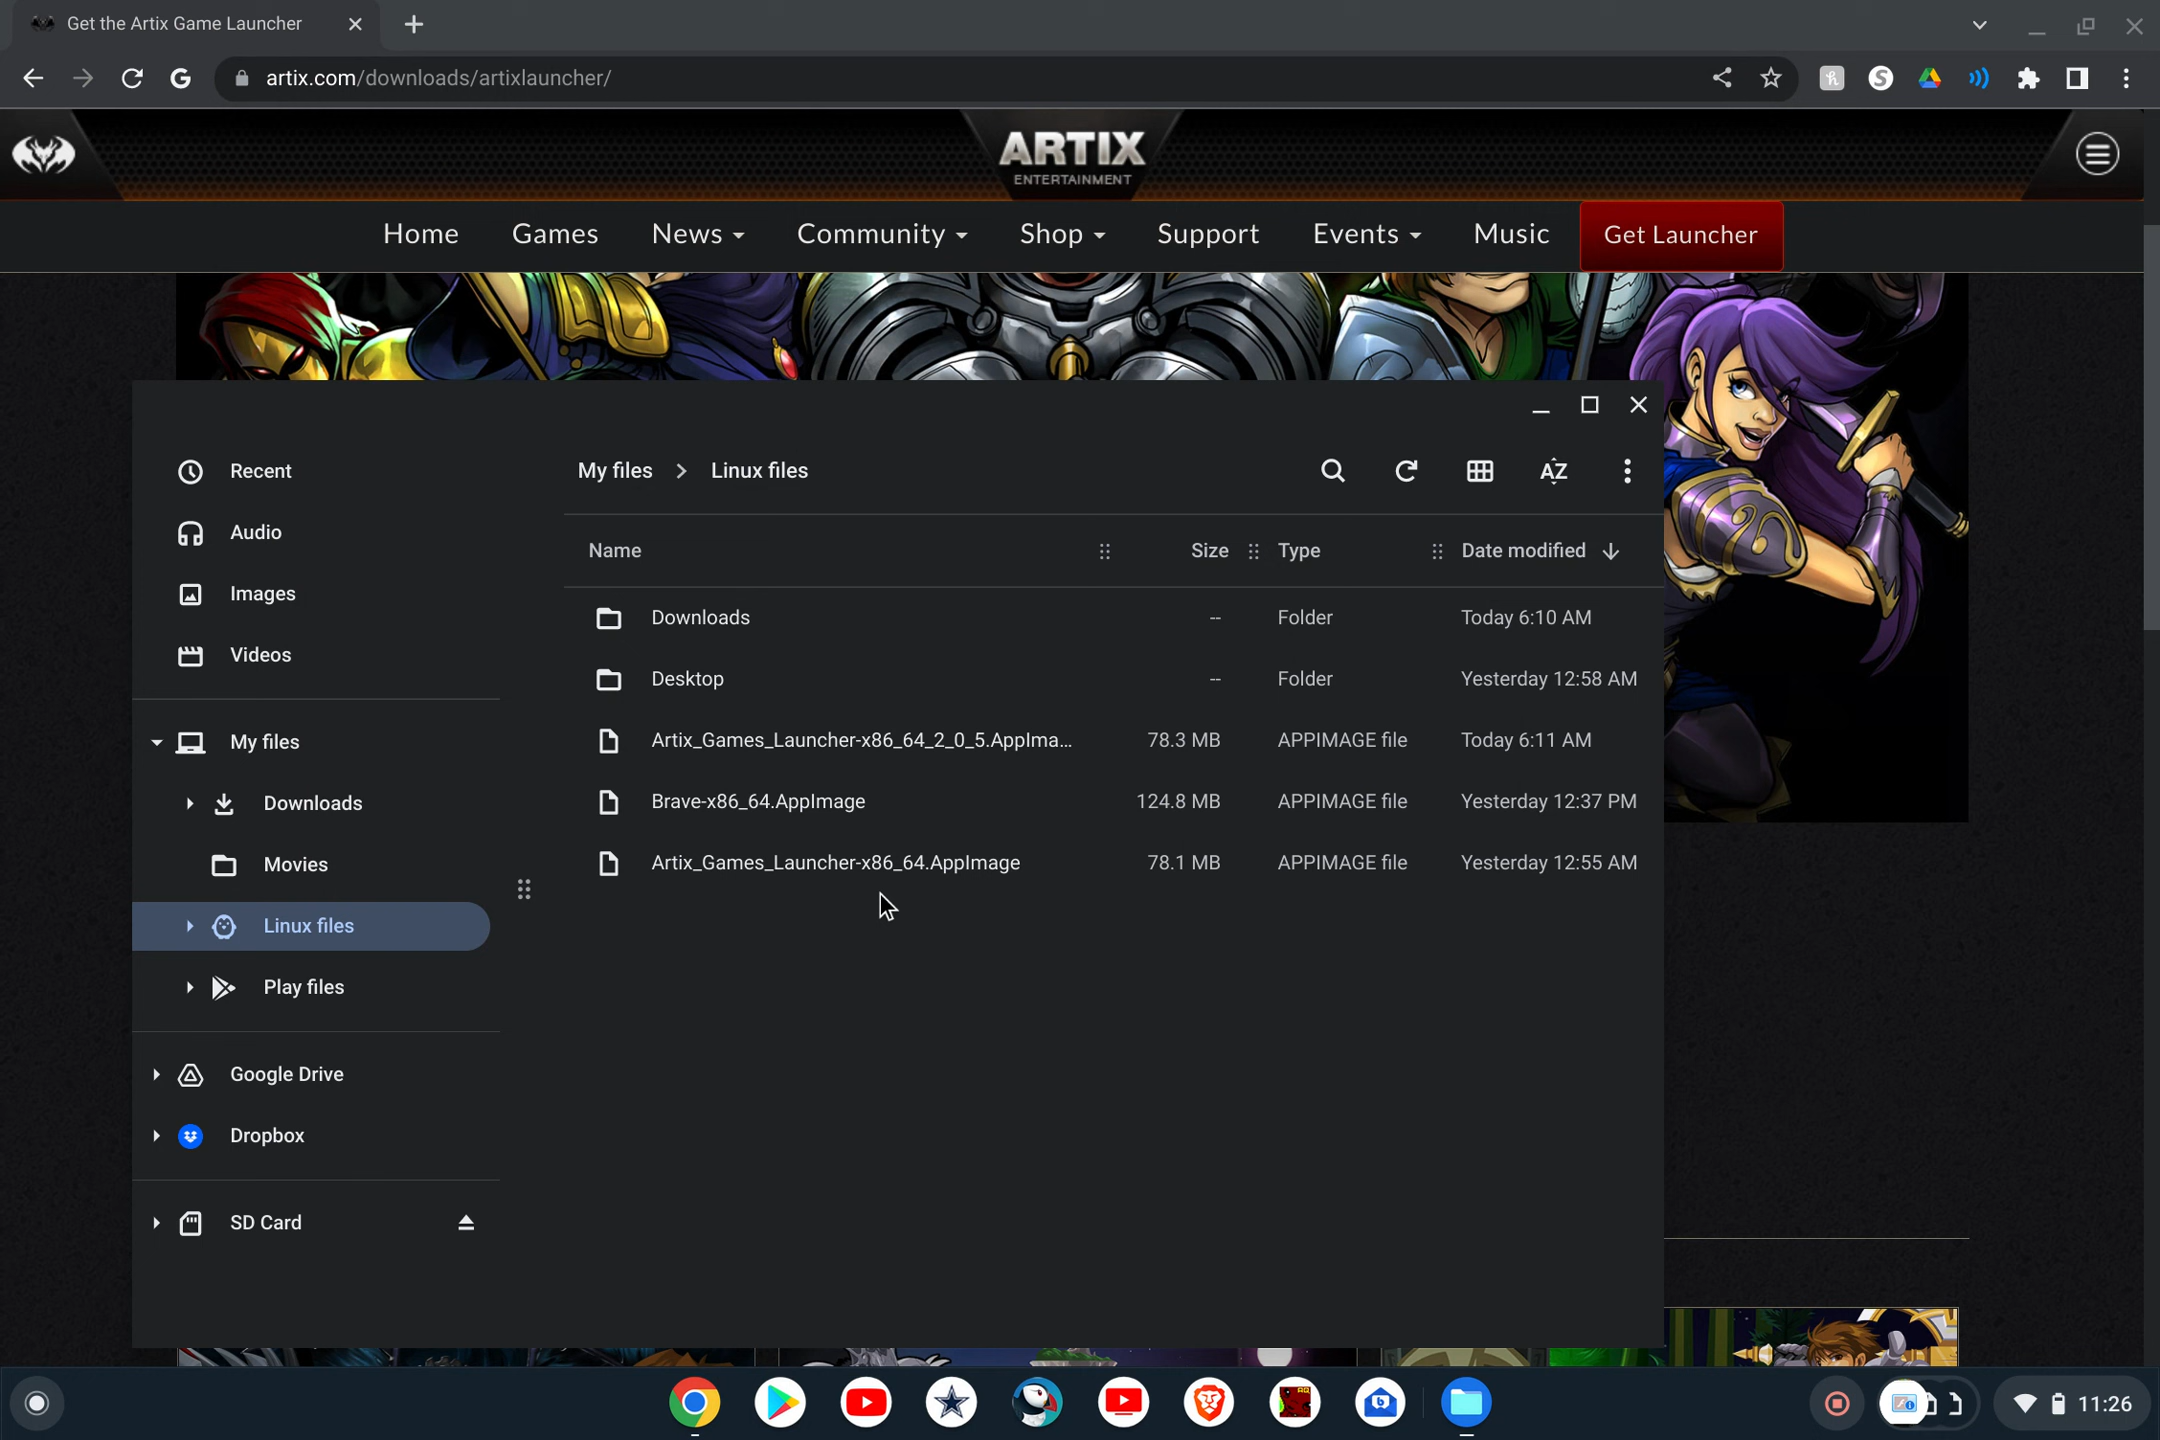 Get the Artix Game Launcher
artix.com/downloads/artixlauncher/
ARTIX
ENTERTAINMENT
Home Games News Community Shop Support Events Music Get Launcher
Recent
Audio
Images
Videos
My files
Downloads
Movies
Linux files
Play files
Google Drive
Dropbox
SD Card
My files > Linux files AZ
Name Size Type Date modified
Downloads -- Folder Today 6:10 AM
Desktop -- Folder Yesterday 12:58 AM
Artix_Games_Launcher-x86_64_2_0_5.AppIma... 78.3 MB APPIMAGE file Today 6:11 AM
Brave-x86_64.AppImage 124.8 MB APPIMAGE file Yesterday 12:37 PM
Artix_Games_Launcher-x86_64.AppImage 78.1 MB APPIMAGE file Yesterday 12:55 AM
11:26